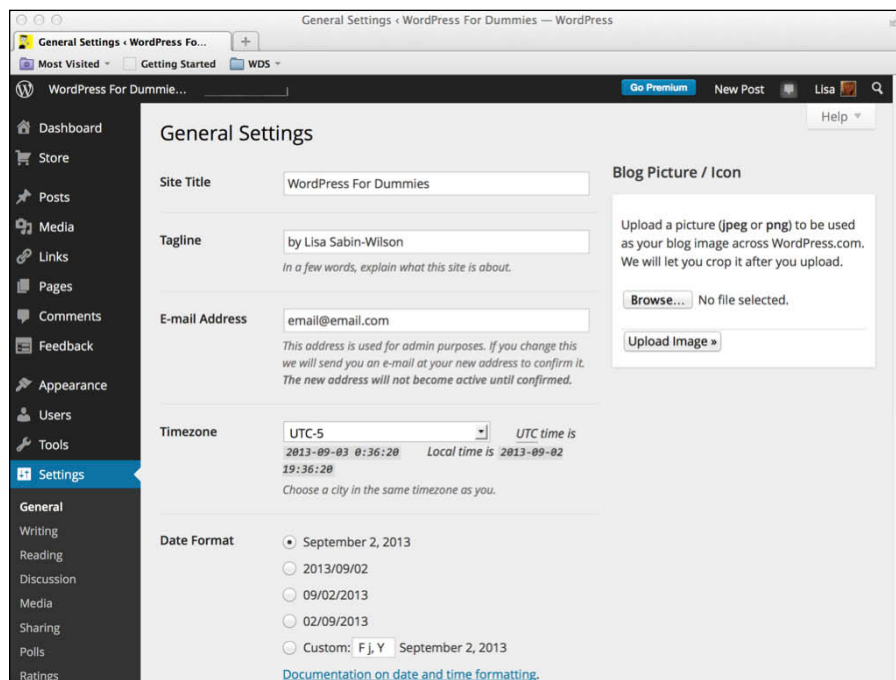 General Settings ‹ WordPress For Dummies — WordPress
General Settings ‹ WordPress Fo...
+
Most Visited
Getting Started
WDS
WordPress For Dummie...
Go Premium
New Post
Lisa
Help
Dashboard
Store
Posts
Media
Links
Pages
Comments
Feedback
Appearance
Users
Tools
Settings
General
Writing
Reading
Discussion
Media
Sharing
Polls
Ratings
General Settings
Site Title
WordPress For Dummies
Tagline
by Lisa Sabin-Wilson
In a few words, explain what this site is about.
E-mail Address
email@email.com
This address is used for admin purposes. If you change this
we will send you an e-mail at your new address to confirm it.
The new address will not become active until confirmed.
Timezone
UTC-5
UTC time is
2013-09-03 0:36:20 Local time is 2013-09-02
19:36:20
Choose a city in the same timezone as you.
Date Format
September 2, 2013
2013/09/02
09/02/2013
02/09/2013
Custom: F j, Y September 2, 2013
Documentation on date and time formatting.
Blog Picture / Icon
Upload a picture (jpeg or png) to be used
as your blog image across WordPress.com.
We will let you crop it after you upload.
Browse... No file selected.
Upload Image »